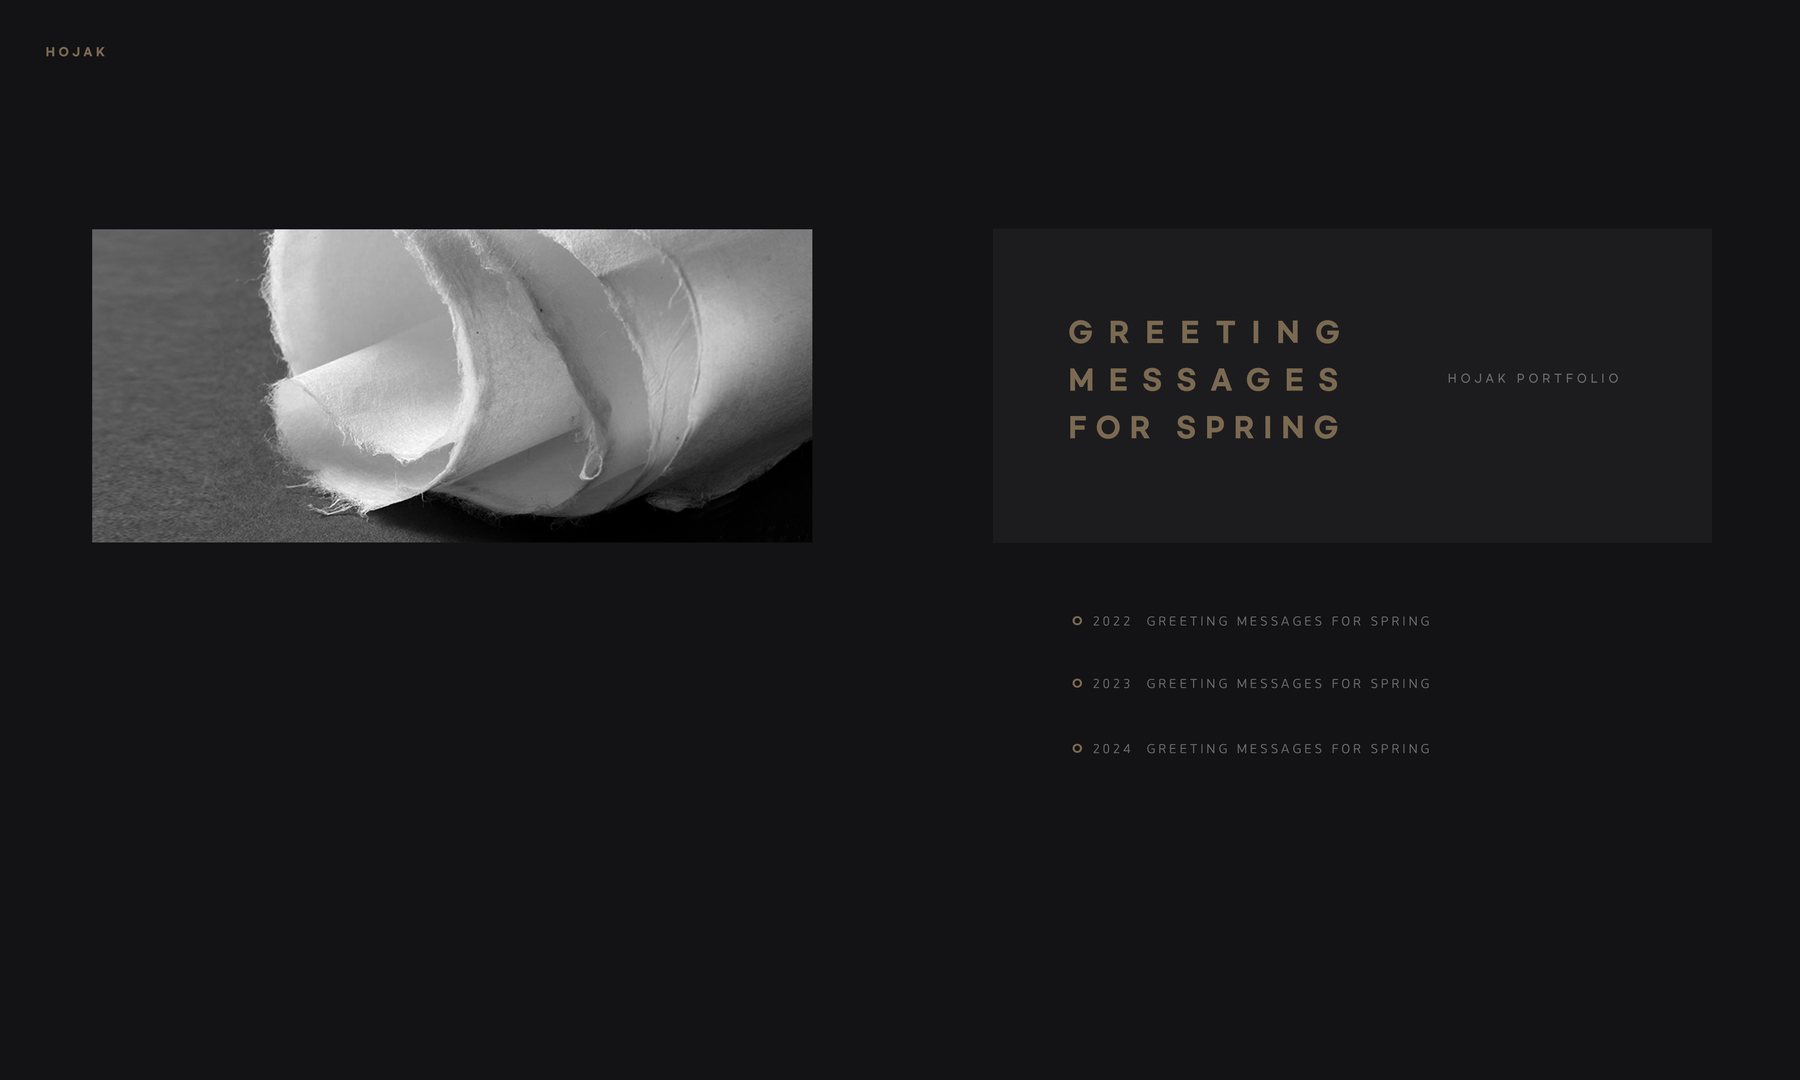 HOJAK
GREETING
MESSAGES
FOR SPRING
HOJAK PORTFOLIO
2022 GREETING MESSAGES FOR SPRING
2023 GREETING MESSAGES FOR SPRING
2024 GREETING MESSAGES FOR SPRING